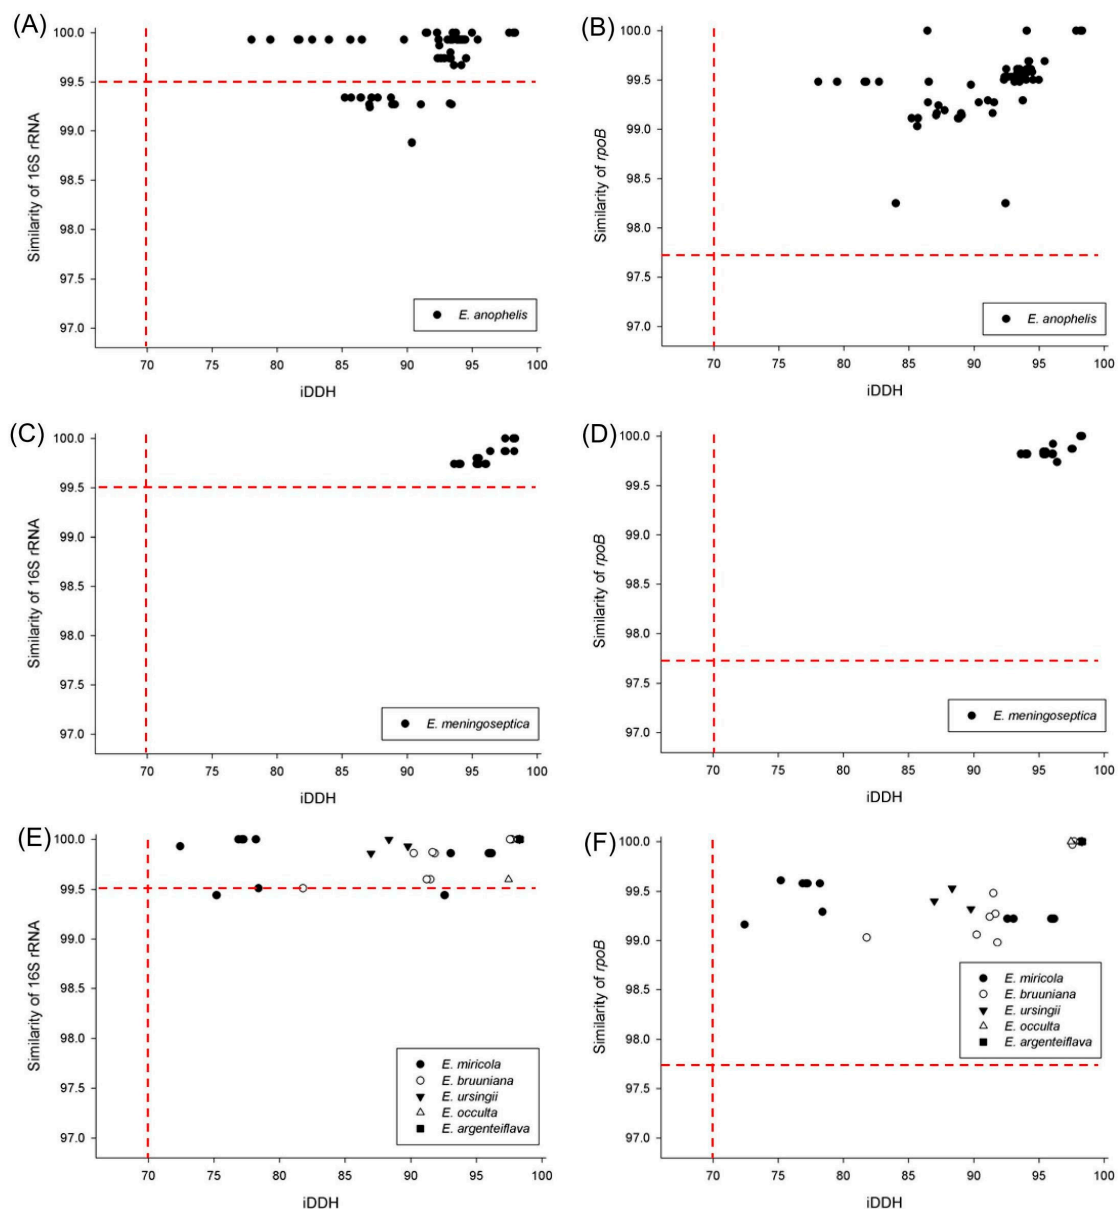 (A)
Similarity of 16S rRNA
100.0
99.5
99.0
98.5
98.0
97.5
97.0
E. anophelis
70 75 80 85 90 95 100
iDDH
(B)
Similarity of rpoB
100.0
99.5
99.0
98.5
98.0
97.5
97.0
E. anophelis
70 75 80 85 90 95 100
iDDH
(C)
Similarity of 16S rRNA
100.0
99.5
99.0
98.5
98.0
97.5
97.0
E. meningoseptica
70 75 80 85 90 95 100
iDDH
(D)
Similarity of rpoB
100.0
99.5
99.0
98.5
98.0
97.5
97.0
E. meningoseptica
70 75 80 85 90 95 100
iDDH
(E)
Similarity of 16S rRNA
100.0
99.5
99.0
98.5
98.0
97.5
97.0
E. miricola
E. bruuniana
E. ursingii
E. occulta
E. argenteiflava
70 75 80 85 90 95 100
iDDH
(F)
Similarity of rpoB
100.0
99.5
99.0
98.5
98.0
97.5
97.0
E. miricola
E. bruuniana
E. ursingii
E. occulta
E. argenteiflava
70 75 80 85 90 95 100
iDDH